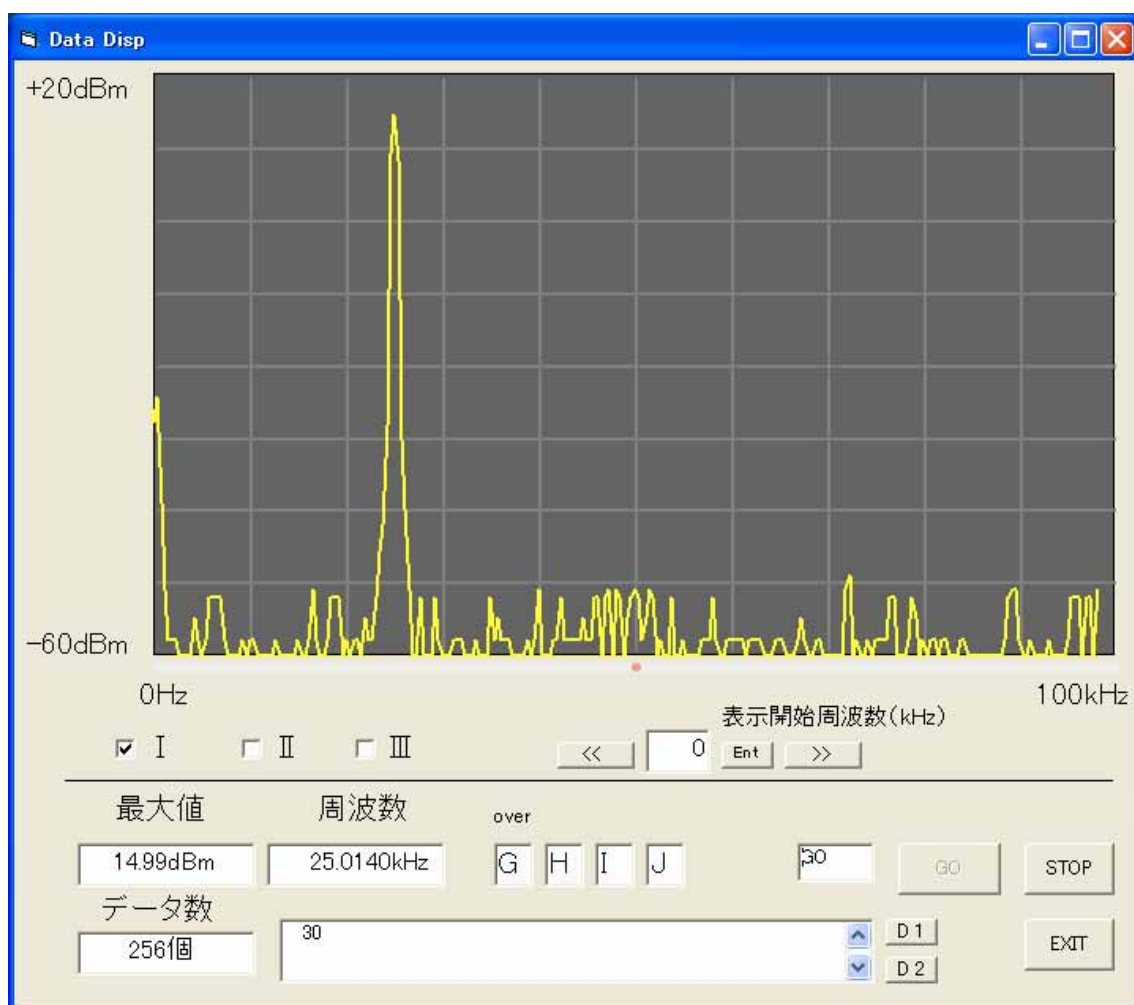 Data Disp
+20dBm
-60dBm
0Hz 100kHz
表示開始周波数(kHz)
I II III << 0 Ent >>
最大値 周波数 over
14.99dBm 25.0140kHz G H I J GO STOP
データ数
256個 30 D1 EXIT
D2